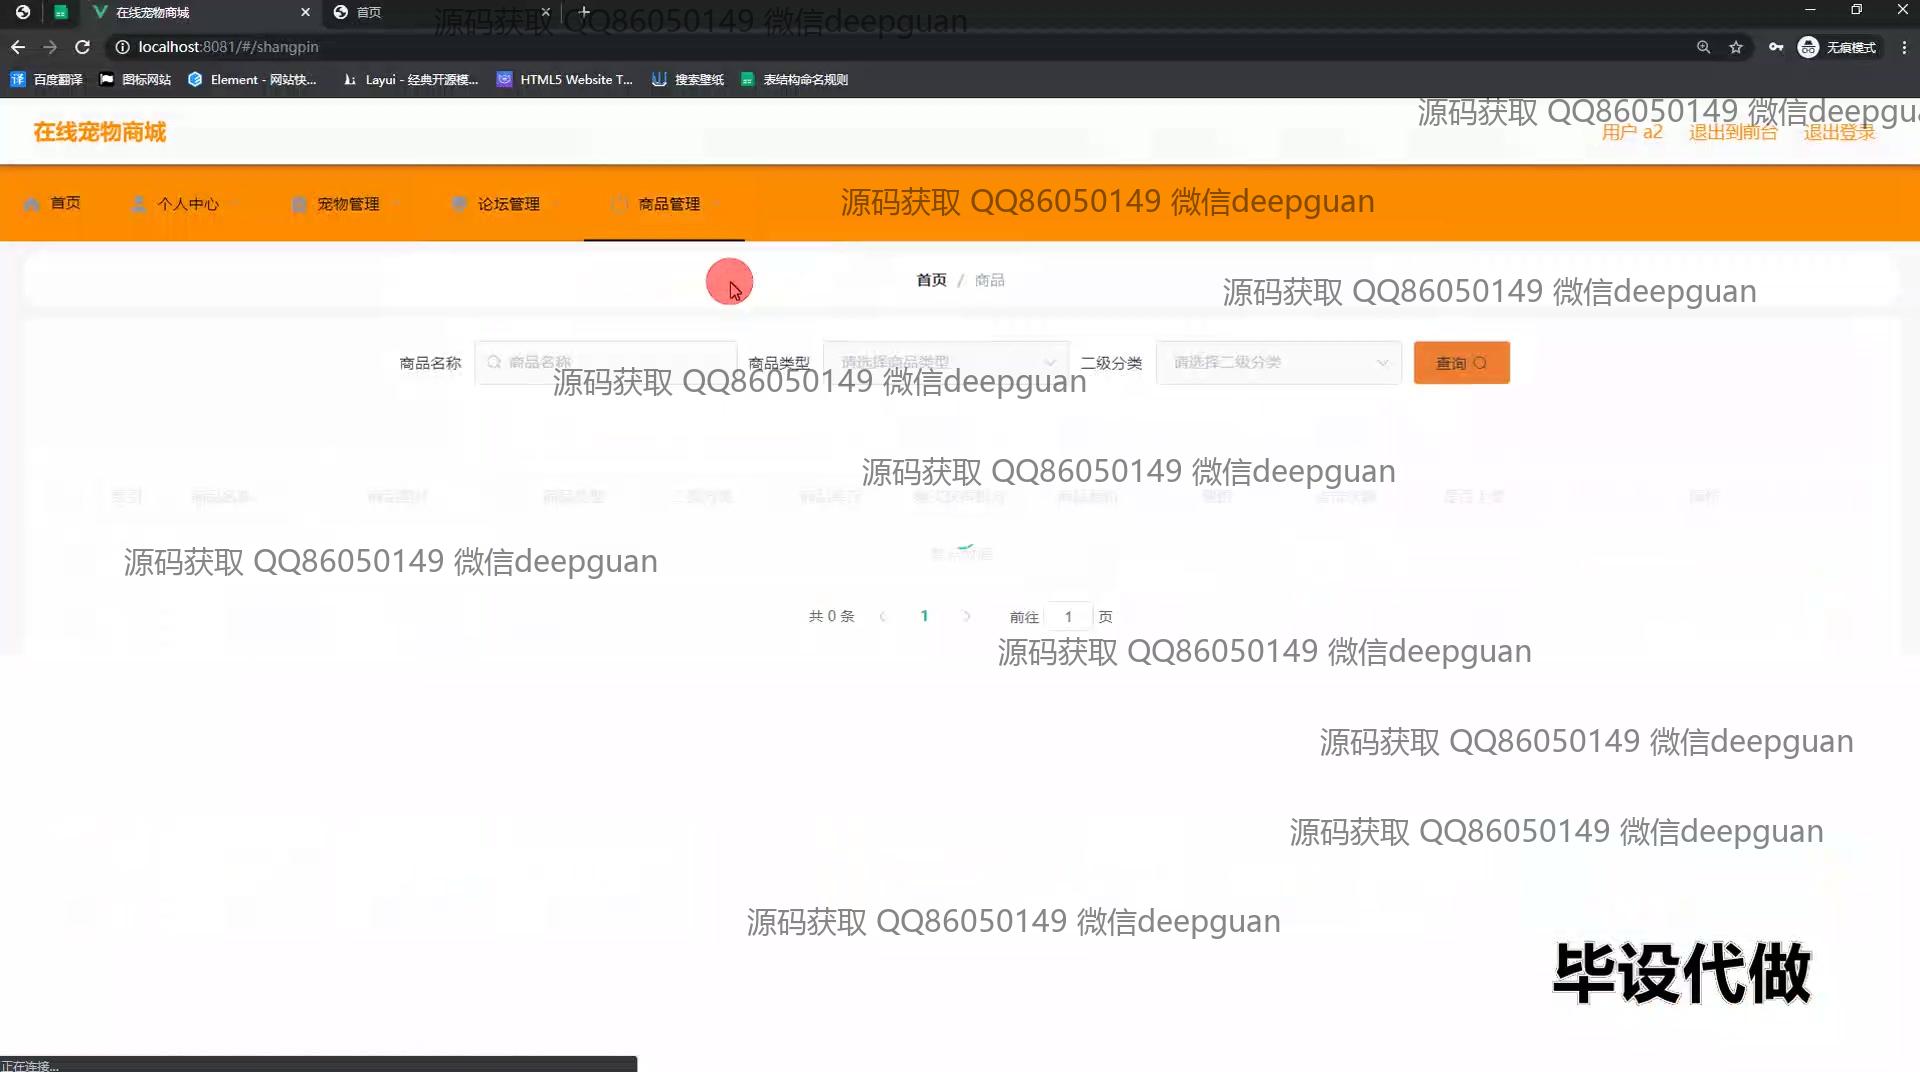 在线宠物商城
首页
源码获取 QQ86050149 微信deepguan
localhost:8081/#/shangpin
无痕模式
百度翻译
图标网站
Element - 网站快...
Layui - 经典开源模...
HTML5 Website T...
搜索壁纸
表结构命名规则
源码获取 QQ86050149 微信deepgu
在线宠物商城
用户 a2
退出到前台
退出登录
首页
个人中心
宠物管理
论坛管理
商品管理
源码获取 QQ86050149 微信deepguan
首页 / 商品
源码获取 QQ86050149 微信deepguan
商品名称
商品名称
商品类型
请选择商品类型
二级分类
请选择二级分类
查询
源码获取 QQ86050149 微信deepguan
源码获取 QQ86050149 微信deepguan
源码获取 QQ86050149 微信deepguan
共 0 条
1
前往 1 页
源码获取 QQ86050149 微信deepguan
源码获取 QQ86050149 微信deepguan
源码获取 QQ86050149 微信deepguan
源码获取 QQ86050149 微信deepguan
毕设代做
正在连接...